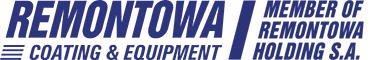 REMONTOWA
COATING & EQUIPMENT
MEMBER OF
REMONTOWA
HOLDING S.A.